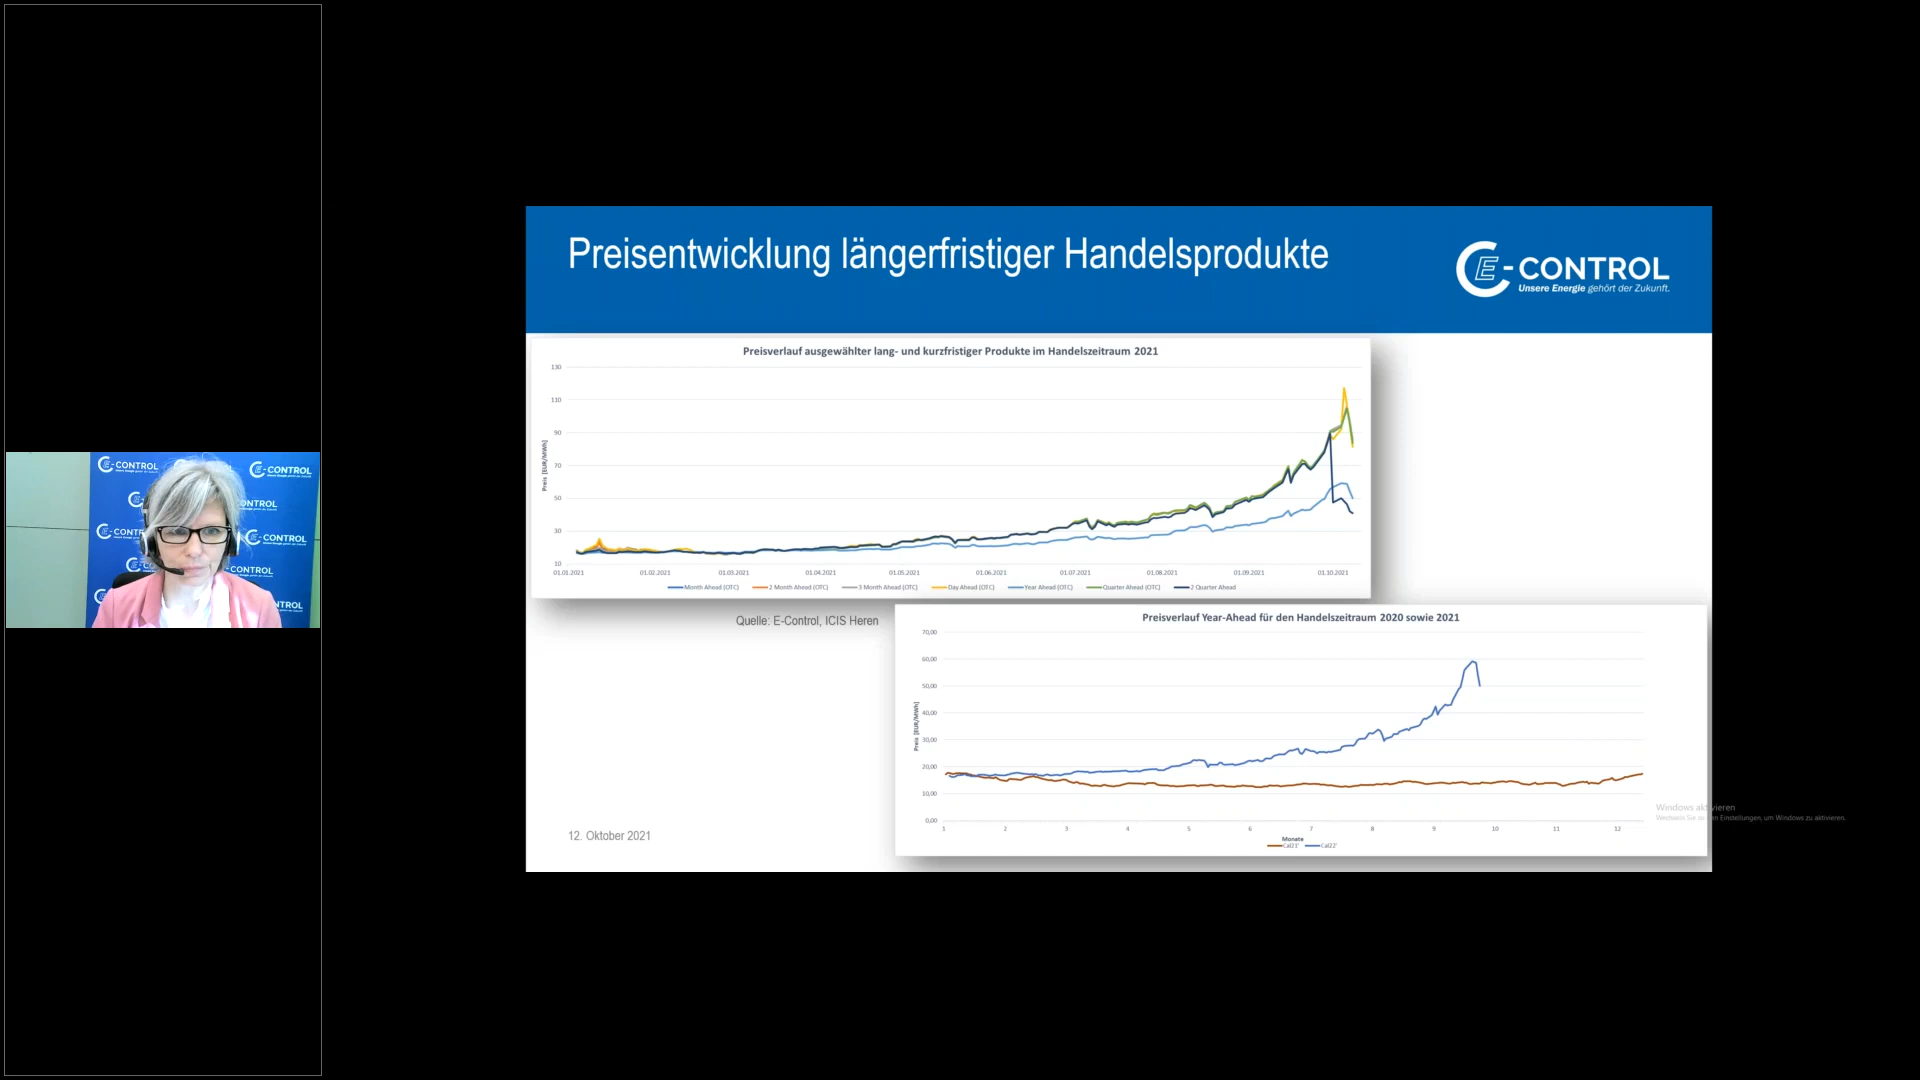 Preisentwicklung längerfristiger Handelsprodukte
E-CONTROL
Unsere Energie gehört der Zukunft.
Preisverlauf ausgewählter lang- und kurzfristiger Produkte im Handelszeitraum 2021
130
110
90
70
50
30
10
Preis [EUR/MWh]
01.01.2021 01.02.2021 01.03.2021 01.04.2021 01.05.2021 01.06.2021 01.07.2021 01.08.2021 01.09.2021 01.10.2021
Month Ahead (OTC) 2 Month Ahead (OTC) 3 Month Ahead (OTC) Day Ahead (OTC) Year Ahead (OTC) Quarter Ahead (OTC) 2 Quarter Ahead
Quelle: E-Control, ICIS Heren
Preisverlauf Year-Ahead für den Handelszeitraum 2020 sowie 2021
70,00
60,00
50,00
40,00
30,00
20,00
10,00
0,00
Preis [EUR/MWh]
1 2 3 4 5 6 7 8 9 10 11 12
Monate
Cal21' Cal22'
12. Oktober 2021
Windows aktivieren
Wechseln Sie zu den Einstellungen, um Windows zu aktivieren.
E-CONTROL
E-CONTROL
CONTROL
E-CONTROL
E-CONTROL